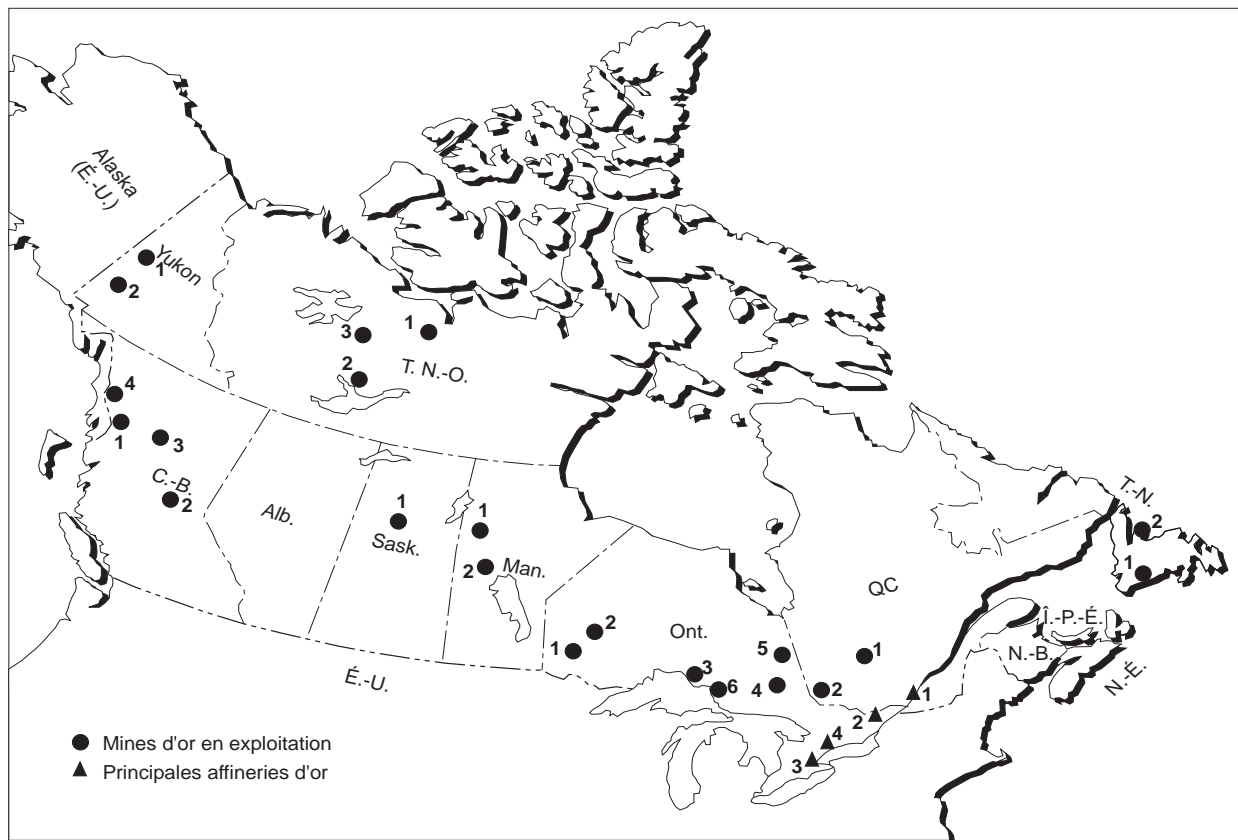 Alaska
(É.-U.)
Yukon
1
2
3
1
2
T. N.-O.
4
1
3
C.-B.
2
Alb.
1
Sask.
1
2
Man.
T.-N.
2
1
QC
Î.-P.-É.
N.-B.
N.-É.
Ont.
2
1
5
3
6
4
1
2
É.-U.
1
2
4
3
Mines d'or en exploitation
Principales affineries d'or